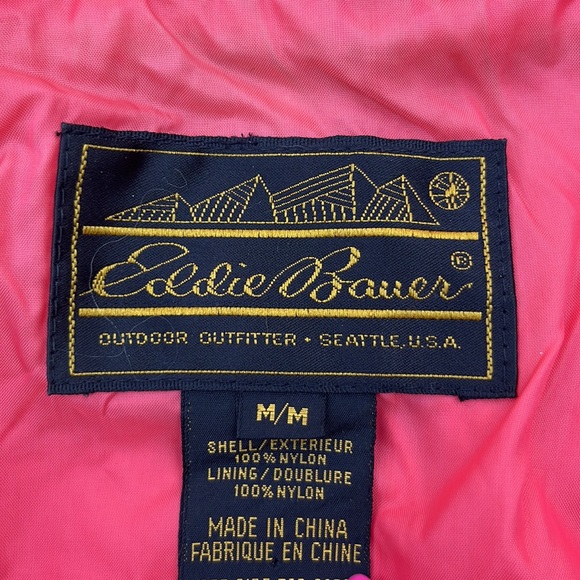 Eddie Bauer®
OUTDOOR OUTFITTER • SEATTLE, U.S.A.
M/M
SHELL/EXTERIEUR
100% NYLON
LINING/DOUBLURE
100% NYLON
MADE IN CHINA
FABRIQUE EN CHINE